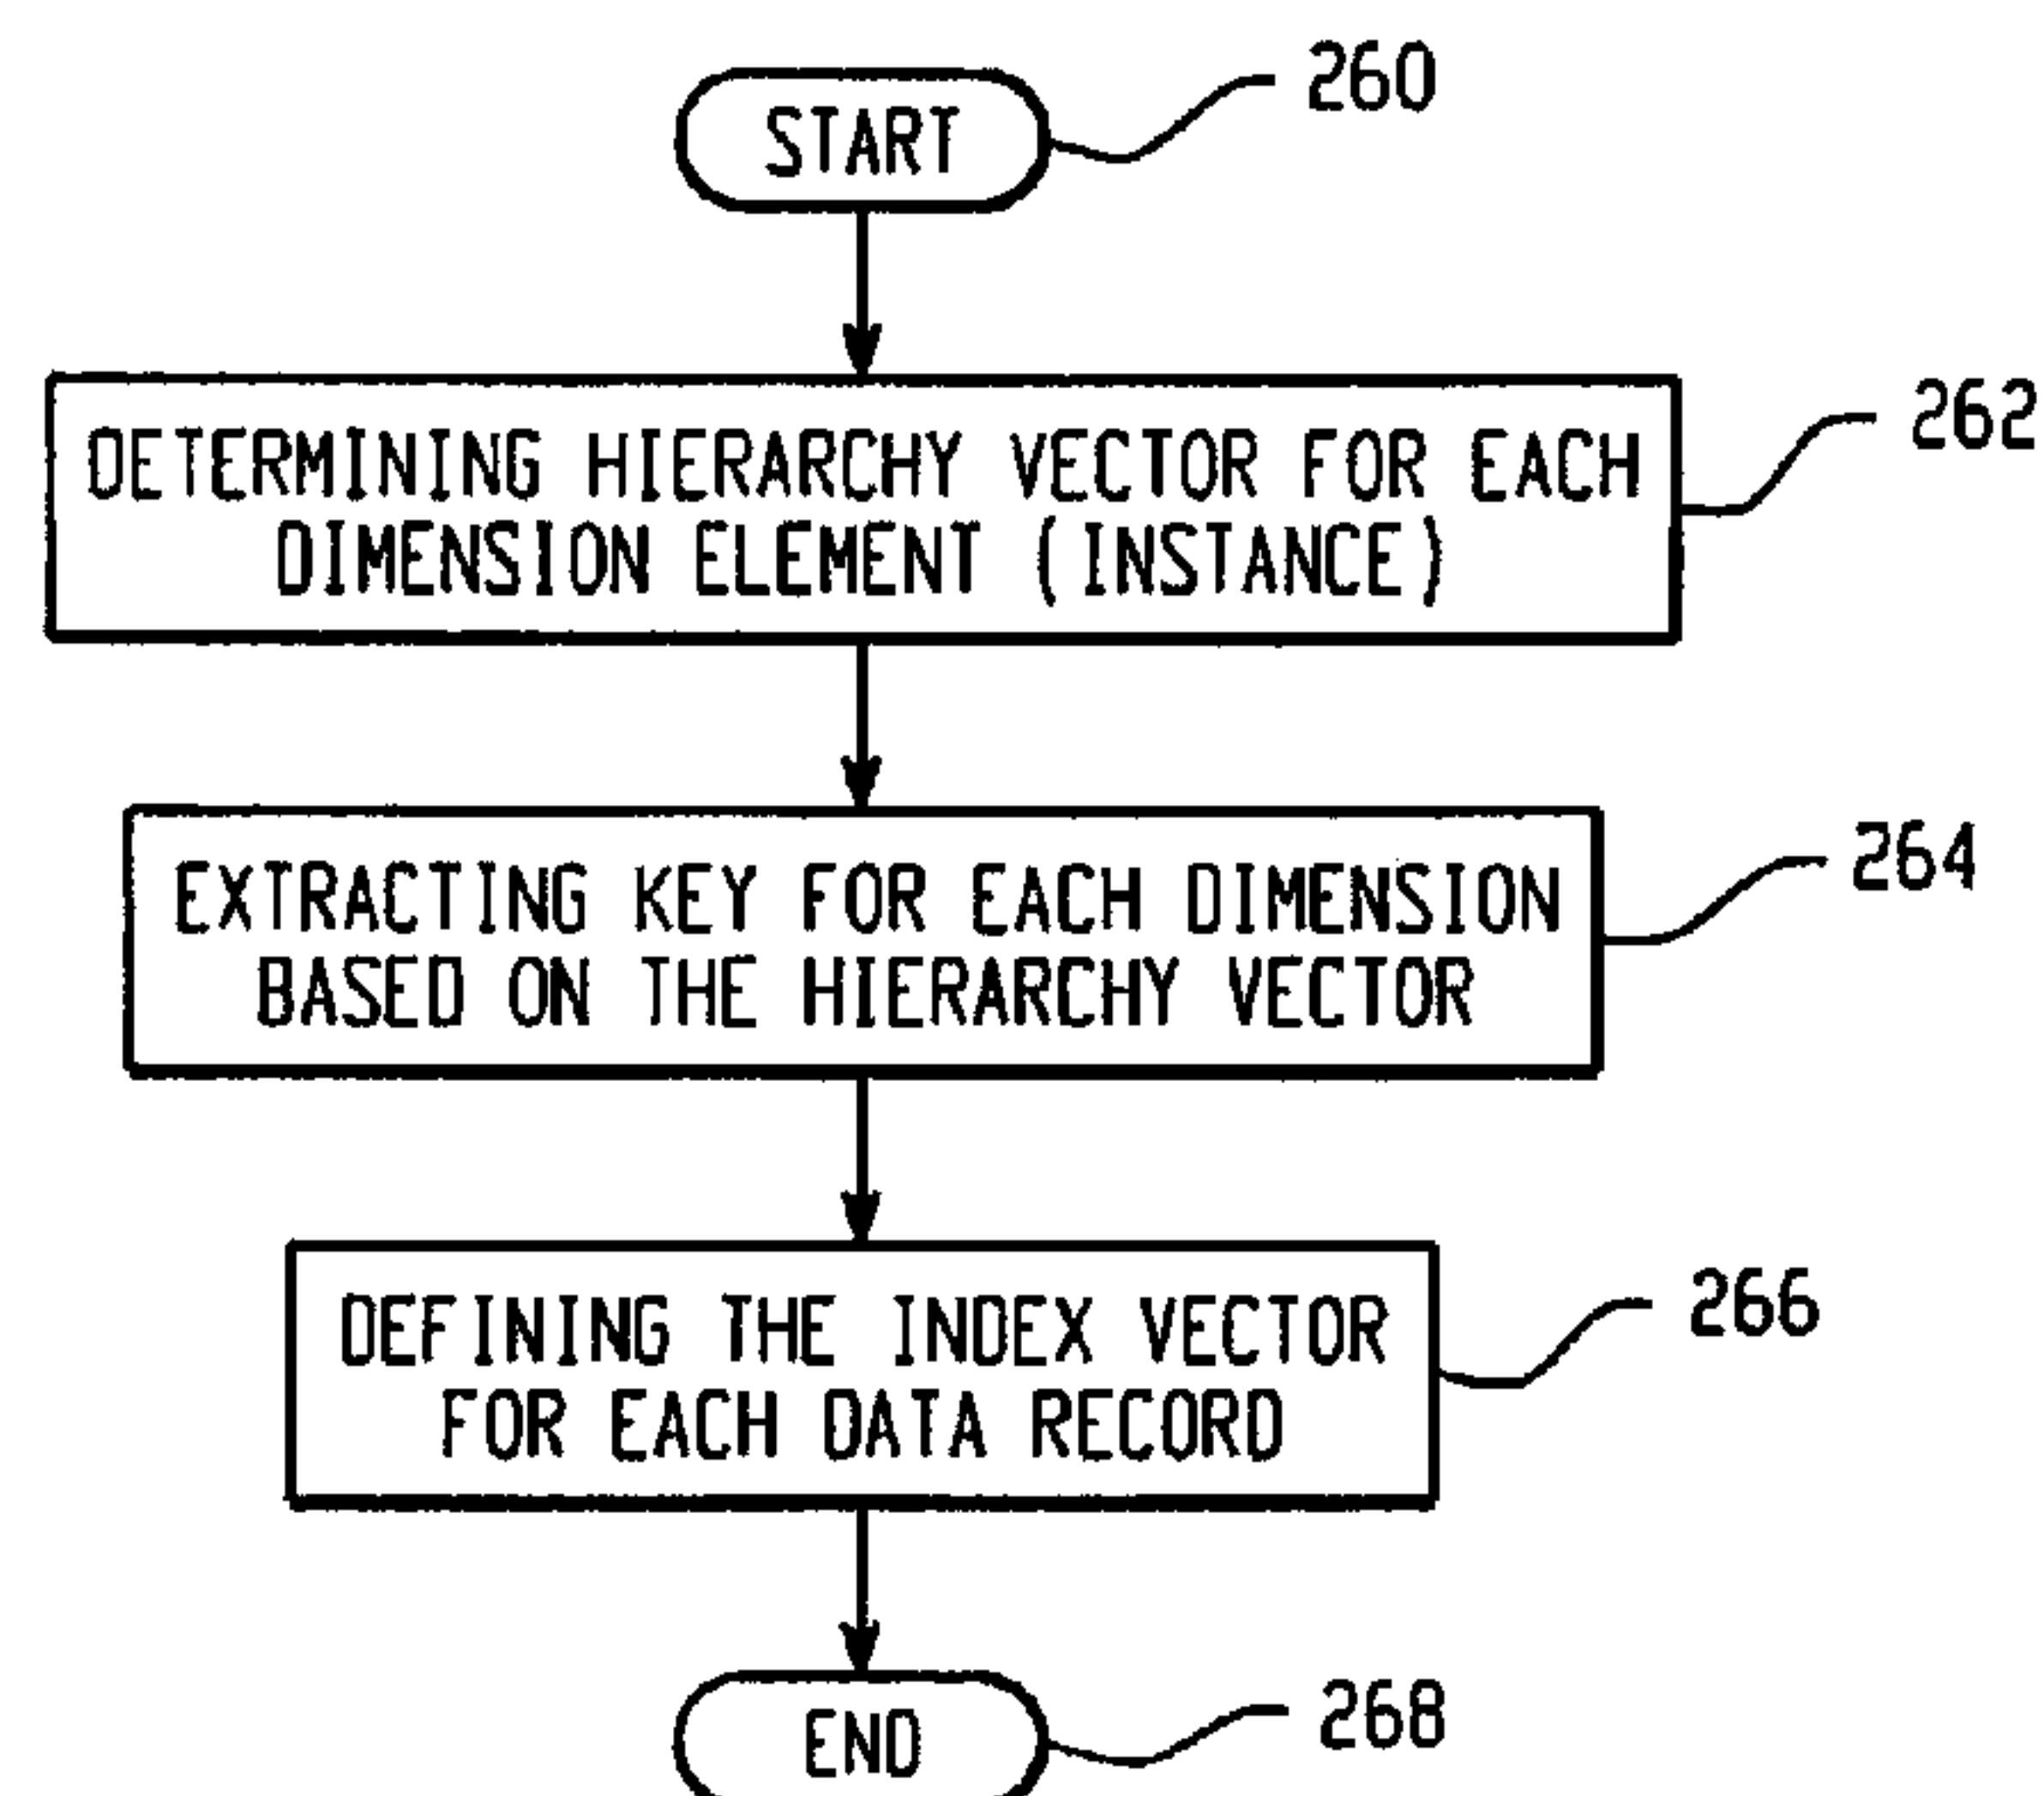 START
260
DETERMINING HIERARCHY VECTOR FOR EACH
DIMENSION ELEMENT (INSTANCE)
262
EXTRACTING KEY FOR EACH DIMENSION
BASED ON THE HIERARCHY VECTOR
264
DEFINING THE INDEX VECTOR
FOR EACH DATA RECORD
266
END
268